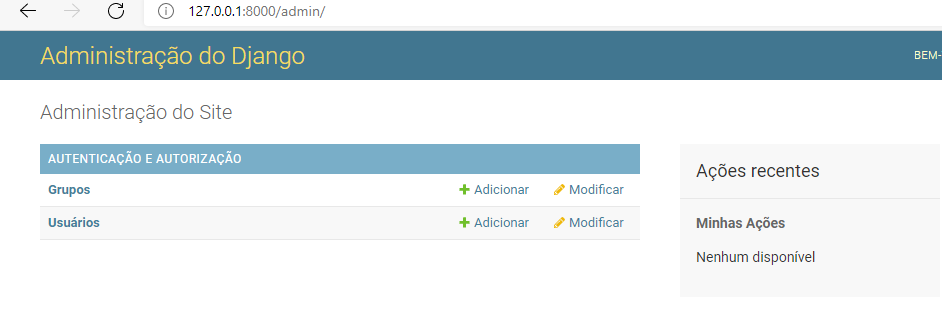 127.0.0.1:8000/admin/
Administração do Django
BEM-
Administração do Site
AUTENTICAÇÃO E AUTORIZAÇÃO
Grupos Adicionar Modificar
Usuários Adicionar Modificar
Ações recentes
Minhas Ações
Nenhum disponível